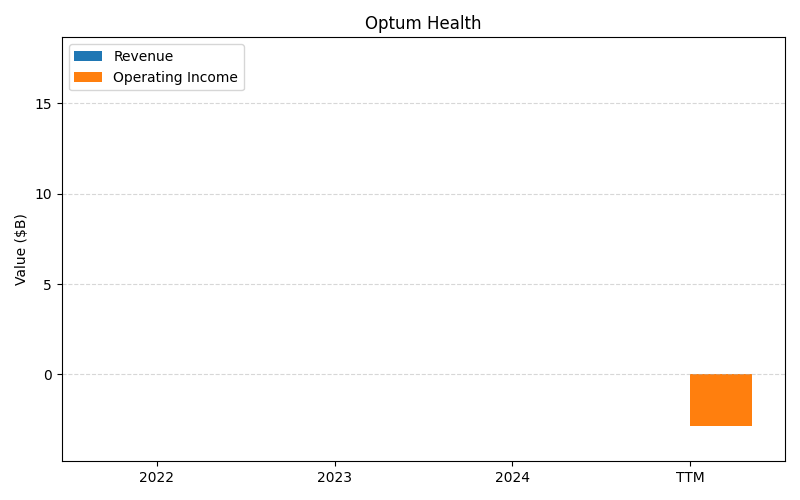 Optum Health
Revenue
Operating Income
Value ($B)
15
10
5
0
2022 2023 2024 TTM